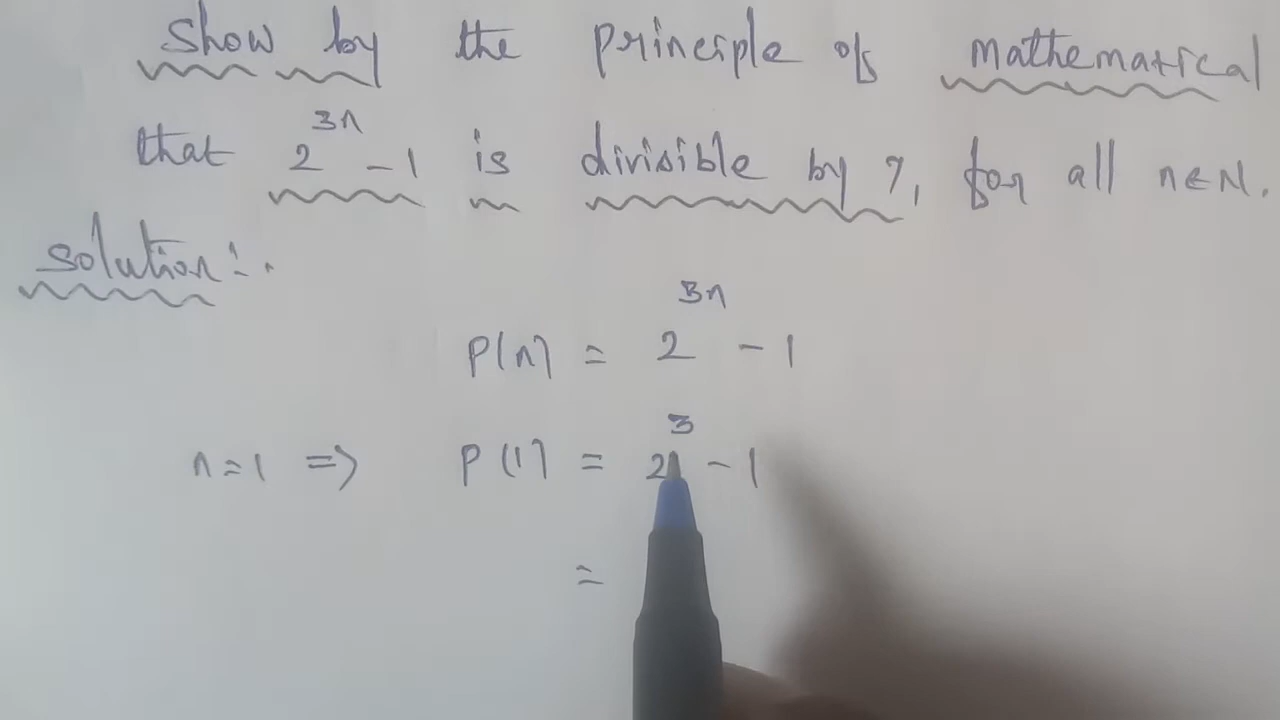 Show by the principle of mathematical
that 2^3n - 1 is divisible by 7, for all n∈N.
Solution:-
P(n) = 2^3n - 1
n=1 => P(1) = 2^3 - 1
=